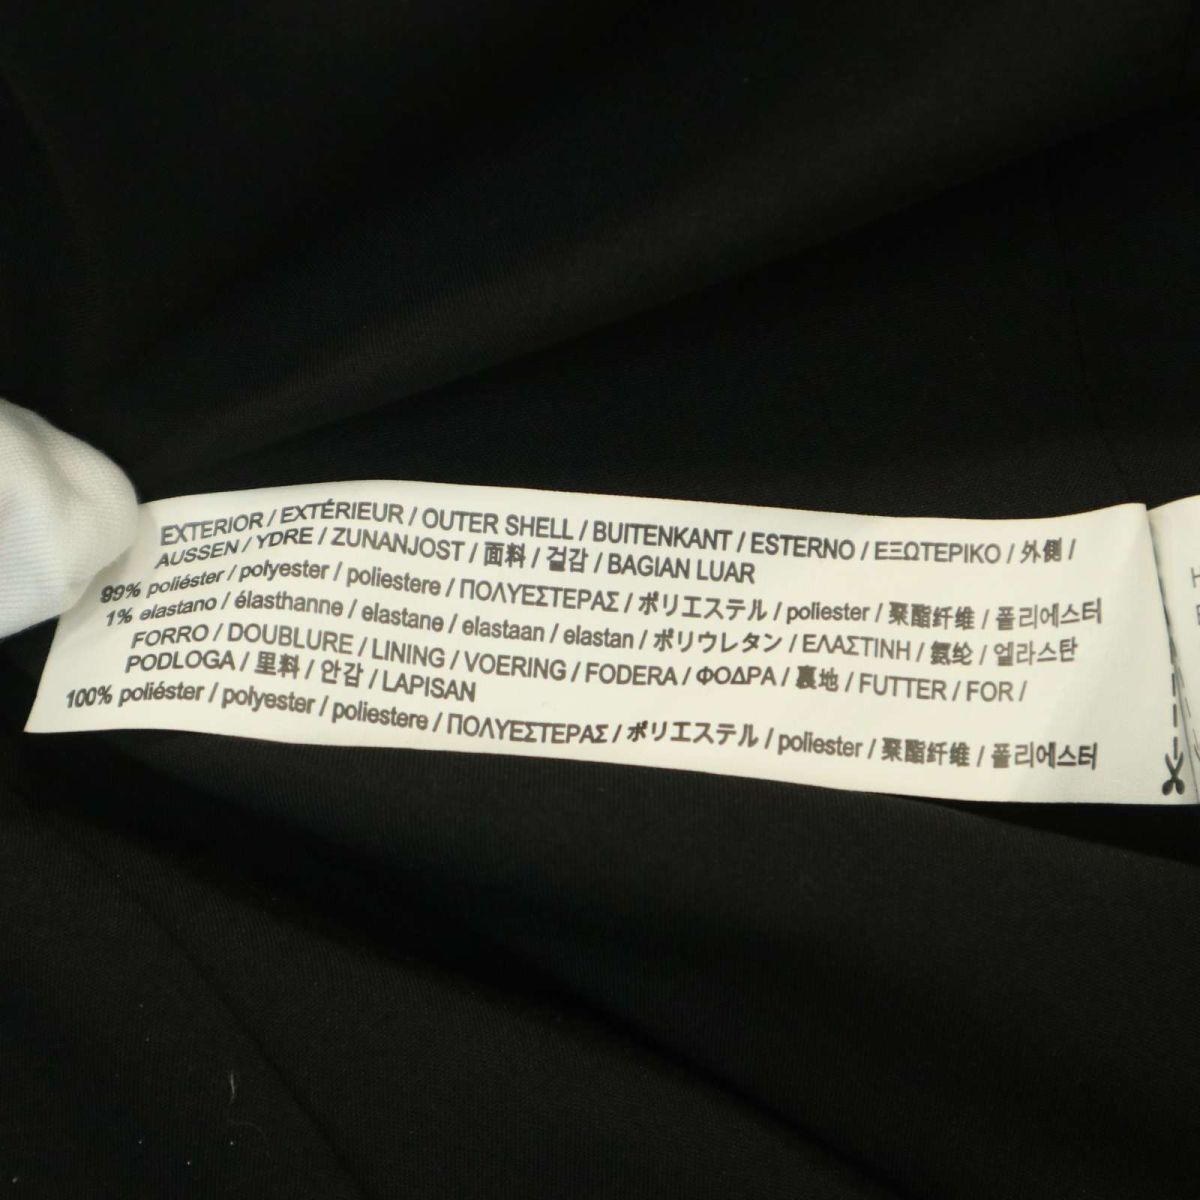 EXTERIOR / EXTÉRIEUR / OUTER SHELL / BUITENKANT / ESTERNO / ΕΞΩΤΕΡΙΚΟ / 外側 /
AUSSEN / YDRE / ZUNANJOST / 面料 / 겉감 / BAGIAN LUAR
99% poliéster / polyester / poliestere / ΠΟΛΥΕΣΤΕΡΑΣ / ポリエステル / poliester / 聚酯纤维 / 폴리에스터
1% elastano / élasthanne / elastane / elastaan / elastan / ポリウレタン / ΕΛΑΣΤΙΝΗ / 氨纶 / 엘라스탄
FORRO / DOUBLURE / LINING / VOERING / FODERA / ΦΟΔΡΑ / 裏地 / FUTTER / FOR /
PODLOGA / 里料 / 안감 / LAPISAN
100% poliéster / polyester / poliestere / ΠΟΛΥΕΣΤΕΡΑΣ / ポリエステル / poliester / 聚酯纤维 / 폴리에스터